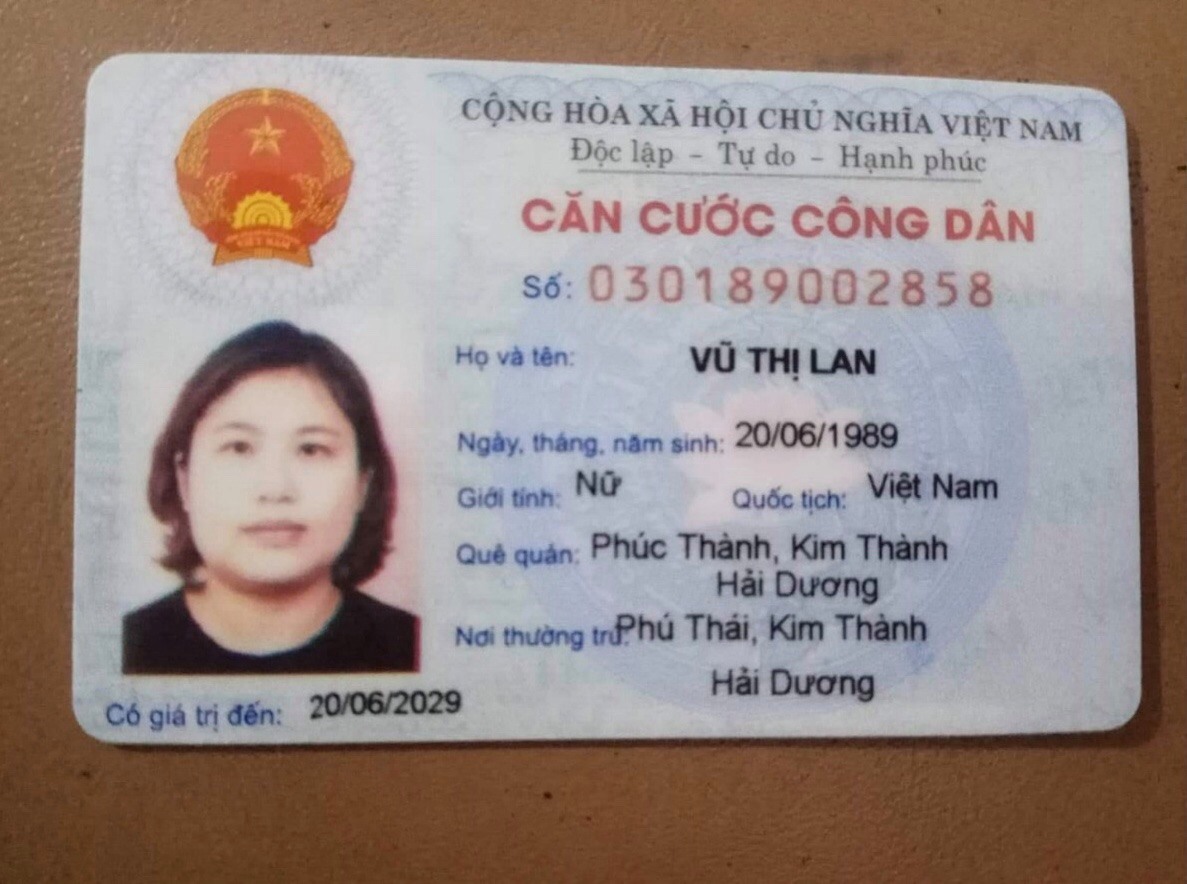 CỘNG HÒA XÃ HỘI CHỦ NGHĨA VIỆT NAM
Độc lập - Tự do - Hạnh phúc
CĂN CƯỚC CÔNG DÂN
Số: 030189002858
Họ và tên: VŨ THỊ LAN
Ngày, tháng, năm sinh: 20/06/1989
Giới tính: Nữ Quốc tịch: Việt Nam
Quê quán: Phúc Thành, Kim Thành
Hải Dương
Nơi thường trú: Phú Thái, Kim Thành
Hải Dương
Có giá trị đến: 20/06/2029
VIỆT NAM